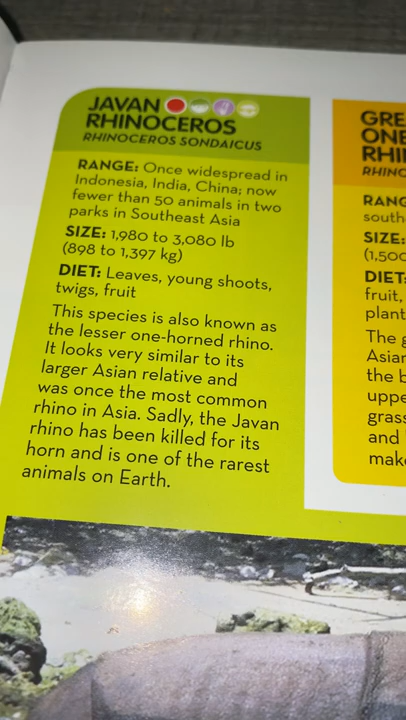 JAVAN
RHINOCEROS
RHINOCEROS SONDAICUS
RANGE: Once widespread in
Indonesia, India, China; now
fewer than 50 animals in two
parks in Southeast Asia
SIZE: 1,980 to 3,080 lb
(898 to 1,397 kg)
DIET: Leaves, young shoots,
twigs, fruit
This species is also known as
the lesser one-horned rhino.
It looks very similar to its
larger Asian relative and
was once the most common
rhino in Asia. Sadly, the Javan
rhino has been killed for its
horn and is one of the rarest
animals on Earth.
GRE
ONE
RHI
RHINO
RANG
south
SIZE:
(1,500
DIET:
fruit,
plant
The g
Asian
the b
uppe
grass
and
make